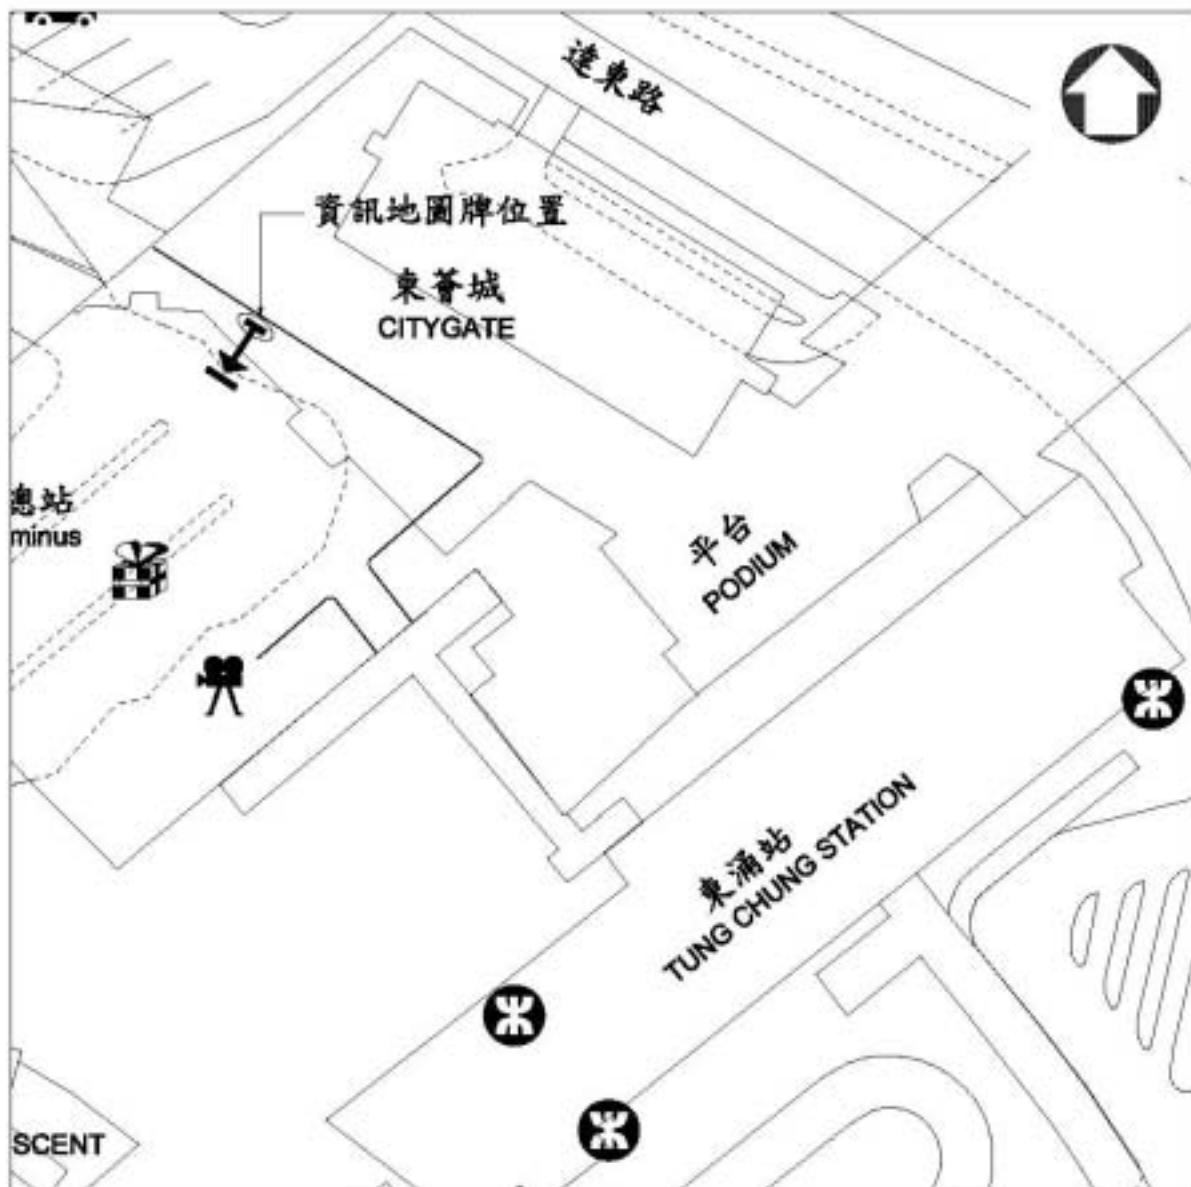 達東路
資訊地圖牌位置
東薈城
CITYGATE
總站
minus
平台
PODIUM
東涌站
TUNG CHUNG STATION
SCENT